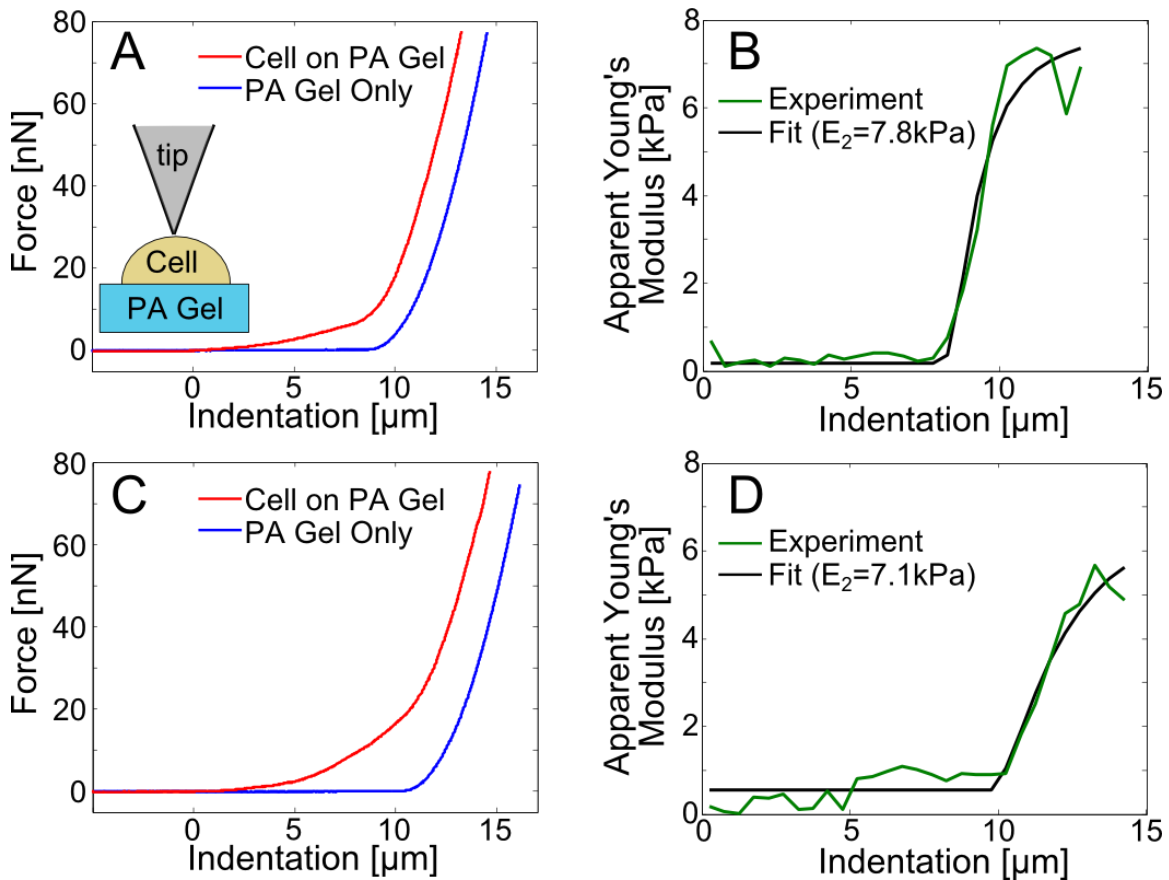 A
Cell on PA Gel
PA Gel Only
tip
Cell
PA Gel
Force [nN]
80
60
40
20
0
0 5 10 15
Indentation [µm]
B
Experiment
Fit (E₂=7.8kPa)
Apparent Young's
Modulus [kPa]
8
6
4
2
0
0 5 10 15
Indentation [µm]
C
Cell on PA Gel
PA Gel Only
Force [nN]
80
60
40
20
0
0 5 10 15
Indentation [µm]
D
Experiment
Fit (E₂=7.1kPa)
Apparent Young's
Modulus [kPa]
8
6
4
2
0
0 5 10 15
Indentation [µm]